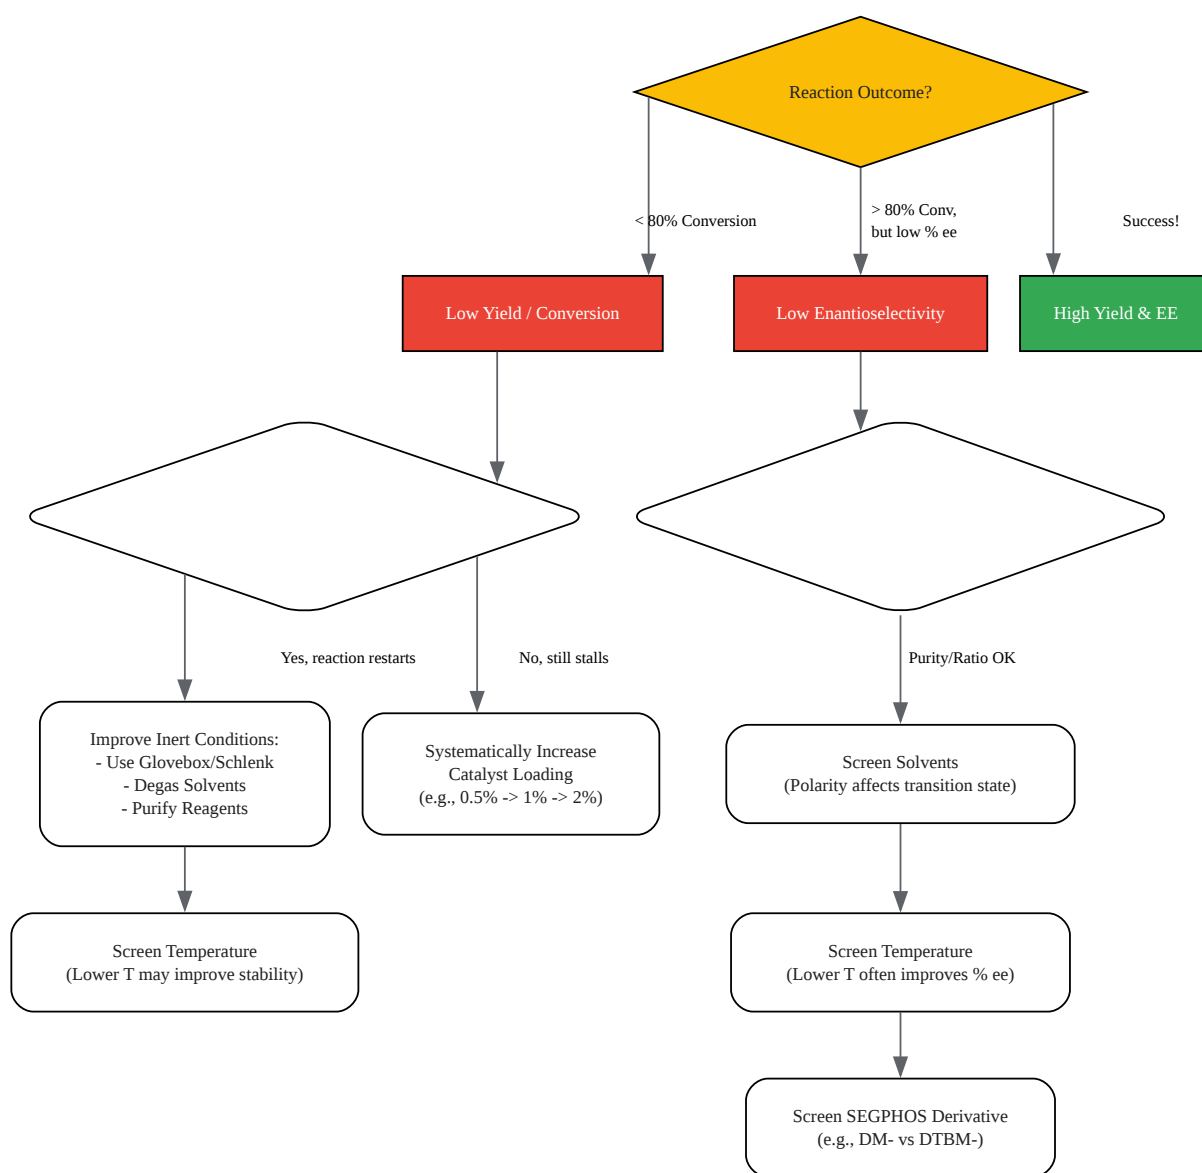 Reaction Outcome?
< 80% Conversion
> 80% Conv,
but low % ee
Success!
Low Yield / Conversion
Low Enantioselectivity
High Yield & EE
Yes, reaction restarts
No, still stalls
Purity/Ratio OK
Improve Inert Conditions:
- Use Glovebox/Schlenk
- Degas Solvents
- Purify Reagents
Systematically Increase
Catalyst Loading
(e.g., 0.5% -> 1% -> 2%)
Screen Solvents
(Polarity affects transition state)
Screen Temperature
(Lower T may improve stability)
Screen Temperature
(Lower T often improves % ee)
Screen SEGPHOS Derivative
(e.g., DM- vs DTBM-)